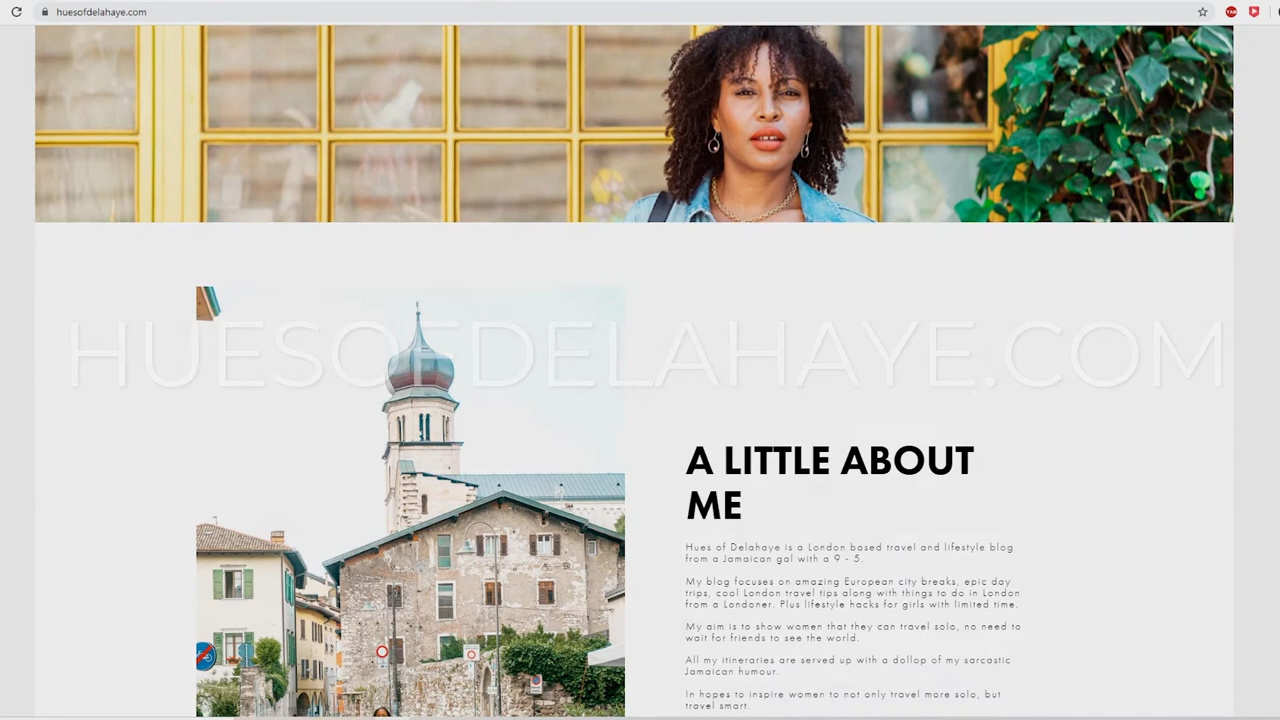 huesofdelahaye.com
HUESOFDELAHAYE.COM
A LITTLE ABOUT
ME
Hues of Delahaye is a London based travel and lifestyle blog
from a Jamaican gal with a 9 - 5.
My blog focuses on amazing European city breaks, epic day
trips, cool London travel tips along with things to do in London
from a Londoner. Plus lifestyle hacks for girls with limited time.
My aim is to show women that they can travel solo, no need to
wait for friends to see the world.
All my itineraries are served up with a dollop of my sarcastic
Jamaican humour.
In hopes to inspire women to not only travel more solo, but
travel smart.